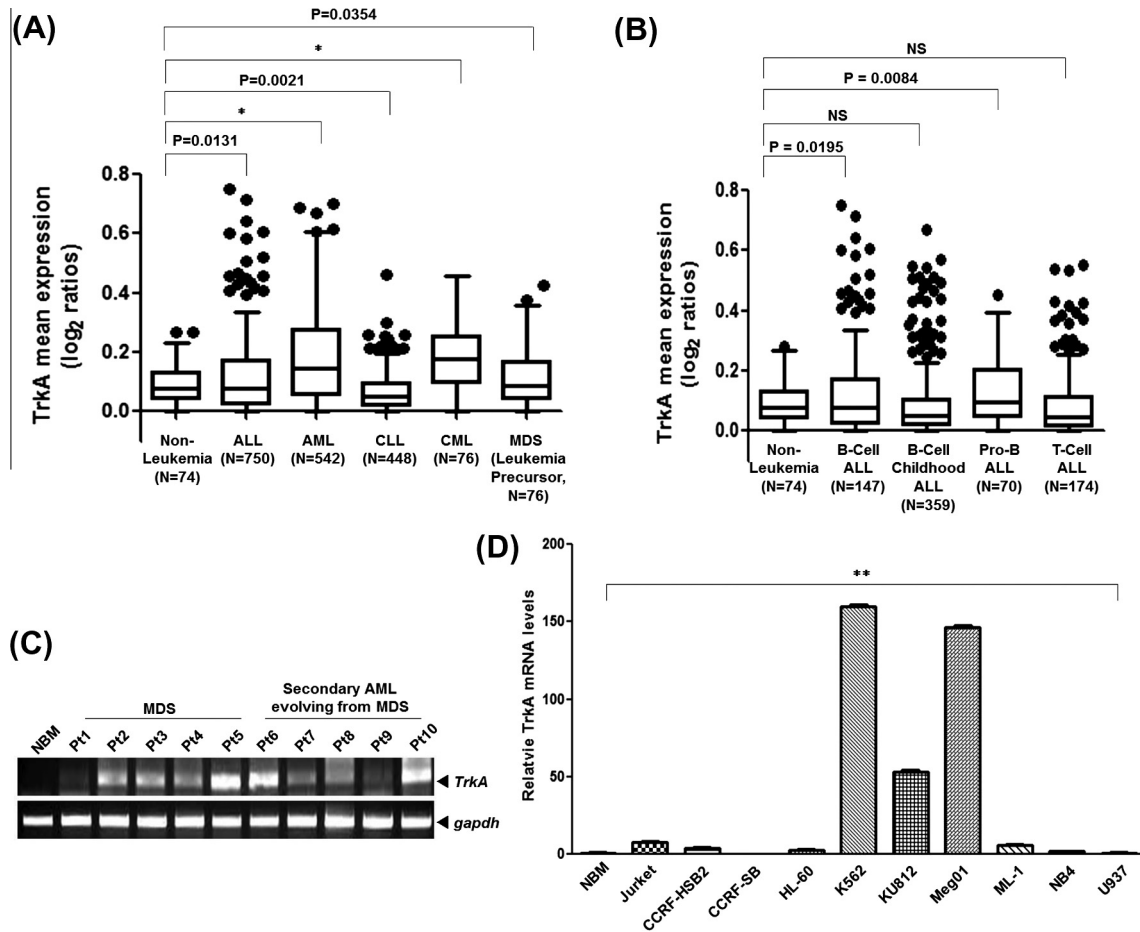 (A)
P=0.0354
*
P=0.0021
*
P=0.0131
TrkA mean expression
(log2 ratios)
0.8
0.6
0.4
0.2
0.0
Non-
Leukemia
(N=74)
ALL
(N=750)
AML
(N=542)
CLL
(N=448)
CML
(N=76)
MDS
(Leukemia
Precursor,
N=76)
(B)
NS
P = 0.0084
NS
P = 0.0195
TrkA mean expression
(log2 ratios)
0.8
0.6
0.4
0.2
0.0
Non-
Leukemia
(N=74)
B-Cell
ALL
(N=147)
B-Cell
Childhood
ALL
(N=359)
Pro-B
ALL
(N=70)
T-Cell
ALL
(N=174)
(C)
MDS
Secondary AML
evolving from MDS
NBM
Pt1
Pt2
Pt3
Pt4
Pt5
Pt6
Pt7
Pt8
Pt9
Pt10
TrkA
gapdh
(D)
**
Relatvie TrkA mRNA levels
200
150
100
50
0
NBM
Jurket
CCRF-HSB2
CCRF-SB
HL-60
K562
KU812
Meg01
ML-1
NB4
U937